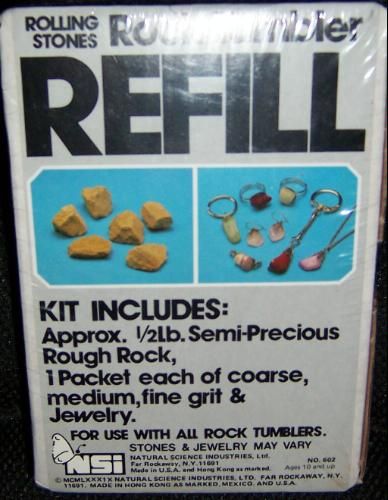 ROLLING
STONES Rock Tumbler
REFILL
KIT INCLUDES:
Approx. 1/2Lb. Semi-Precious
Rough Rock,
1 Packet each of coarse,
medium, fine grit &
Jewelry.
FOR USE WITH ALL ROCK TUMBLERS.
STONES & JEWELRY MAY VARY
NSI NATURAL SCIENCE INDUSTRIES, Ltd.
Far Rockaway, N.Y. 11691 NO. 602
Made in U.S.A. and Hong Kong as marked. Ages 10 and up
© MCMLXXX1X NATURAL SCIENCE INDUSTRIES, LTD. FAR ROCKAWAY, N.Y.
11691. MADE IN HONG KONG AS MARKED, MEXICO, AND U.S.A.